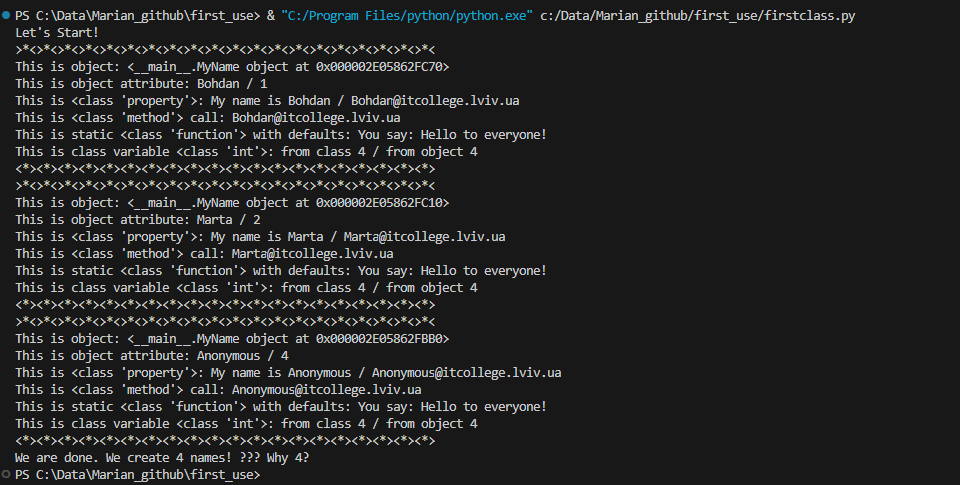 PS C:\Data\Marian_github\first_use> & "C:/Program Files/python/python.exe" c:/Data/Marian_github/first_use/firstclass.py
Let's Start!
>*<>*<>*<>*<>*<>*<>*<>*<>*<>*<>*<>*<>*<>*<>*<>*<>*<>*<>*<>*<
This is object: <__main__.MyName object at 0x000002E05862FC70>
This is object attribute: Bohdan / 1
This is <class 'property'>: My name is Bohdan / Bohdan@itcollege.lviv.ua
This is <class 'method'> call: Bohdan@itcollege.lviv.ua
This is static <class 'function'> with defaults: You say: Hello to everyone!
This is class variable <class 'int'>: from class 4 / from object 4
<*><*><*><*><*><*><*><*><*><*><*><*><*><*><*><*><*><*><*><*>
>*<>*<>*<>*<>*<>*<>*<>*<>*<>*<>*<>*<>*<>*<>*<>*<>*<>*<>*<>*<
This is object: <__main__.MyName object at 0x000002E05862FC10>
This is object attribute: Marta / 2
This is <class 'property'>: My name is Marta / Marta@itcollege.lviv.ua
This is <class 'method'> call: Marta@itcollege.lviv.ua
This is static <class 'function'> with defaults: You say: Hello to everyone!
This is class variable <class 'int'>: from class 4 / from object 4
<*><*><*><*><*><*><*><*><*><*><*><*><*><*><*><*><*><*><*><*>
>*<>*<>*<>*<>*<>*<>*<>*<>*<>*<>*<>*<>*<>*<>*<>*<>*<>*<>*<>*<
This is object: <__main__.MyName object at 0x000002E05862FBB0>
This is object attribute: Anonymous / 4
This is <class 'property'>: My name is Anonymous / Anonymous@itcollege.lviv.ua
This is <class 'method'> call: Anonymous@itcollege.lviv.ua
This is static <class 'function'> with defaults: You say: Hello to everyone!
This is class variable <class 'int'>: from class 4 / from object 4
<*><*><*><*><*><*><*><*><*><*><*><*><*><*><*><*><*><*><*><*>
We are done. We create 4 names! ??? Why 4?
PS C:\Data\Marian_github\first_use>